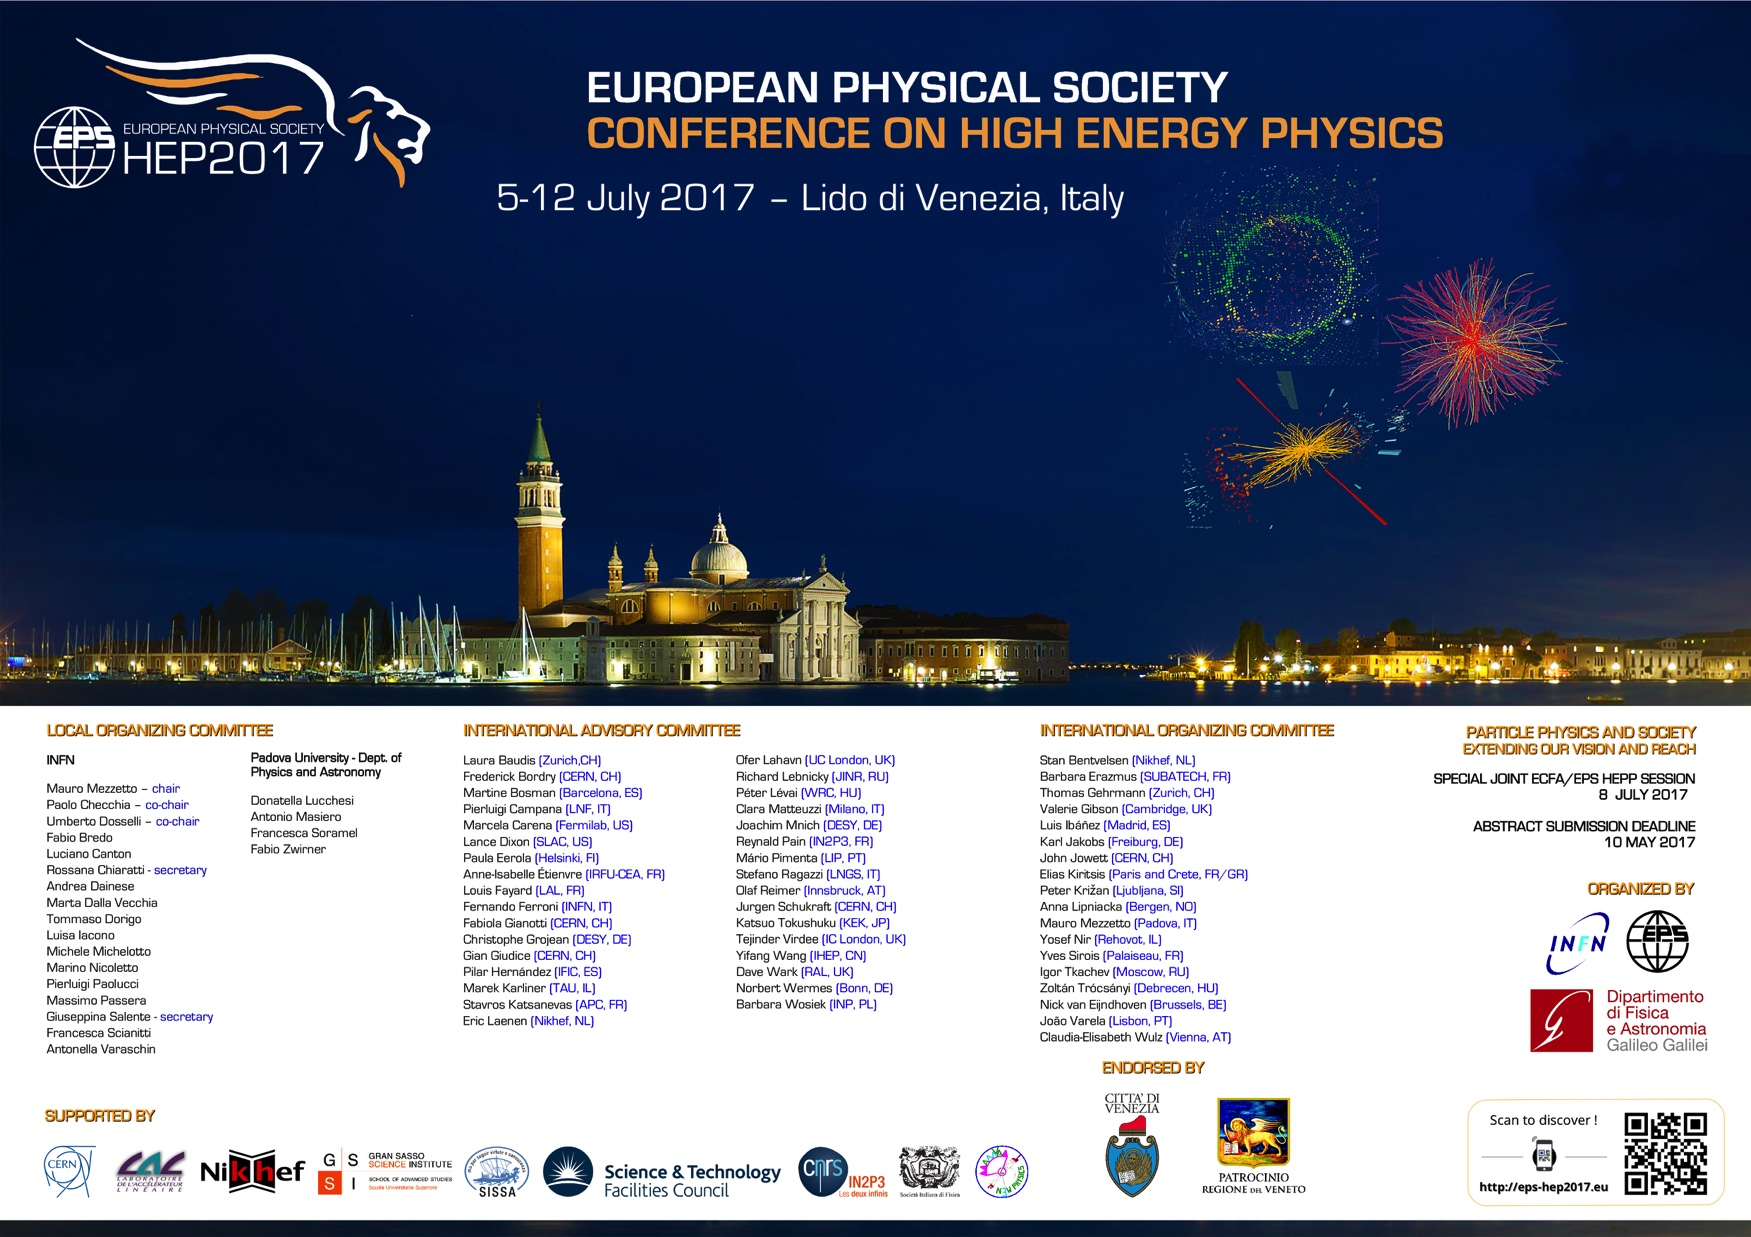 EPS
EUROPEAN PHYSICAL SOCIETY
HEP2017
EUROPEAN PHYSICAL SOCIETY
CONFERENCE ON HIGH ENERGY PHYSICS
5-12 July 2017 – Lido di Venezia, Italy
LOCAL ORGANIZING COMMITTEE
INFN
Mauro Mezzetto – chair
Paolo Checchia – co-chair
Umberto Dosselli – co-chair
Fabio Bredo
Luciano Canton
Rossana Chiaratti - secretary
Andrea Dainese
Marta Dalla Vecchia
Tommaso Dorigo
Luisa Iacono
Michele Michelotto
Marino Nicoletto
Pierluigi Paolucci
Massimo Passera
Giuseppina Salente - secretary
Francesca Scianitti
Antonella Varaschin
Padova University - Dept. of
Physics and Astronomy
Donatella Lucchesi
Antonio Masiero
Francesca Soramel
Fabio Zwirner
INTERNATIONAL ADVISORY COMMITTEE
Laura Baudis (Zurich,CH)
Frederick Bordry (CERN, CH)
Martine Bosman (Barcelona, ES)
Pierluigi Campana (LNF, IT)
Marcela Carena (Fermilab, US)
Lance Dixon (SLAC, US)
Paula Eerola (Helsinki, FI)
Anne-Isabelle Étienvre (IRFU-CEA, FR)
Louis Fayard (LAL, FR)
Fernando Ferroni (INFN, IT)
Fabiola Gianotti (CERN, CH)
Christophe Grojean (DESY, DE)
Gian Giudice (CERN, CH)
Pilar Hernández (IFIC, ES)
Marek Karliner (TAU, IL)
Stavros Katsanevas (APC, FR)
Eric Laenen (Nikhef, NL)
Ofer Lahavn (UC London, UK)
Richard Lebnicky (JINR, RU)
Péter Lévai (WRC, HU)
Clara Matteuzzi (Milano, IT)
Joachim Mnich (DESY, DE)
Reynald Pain (IN2P3, FR)
Mário Pimenta (LIP, PT)
Stefano Ragazzi (LNGS, IT)
Olaf Reimer (Innsbruck, AT)
Jurgen Schukraft (CERN, CH)
Katsuo Tokushuku (KEK, JP)
Tejinder Virdee (IC London, UK)
Yifang Wang (IHEP, CN)
Dave Wark (RAL, UK)
Norbert Wermes (Bonn, DE)
Barbara Wosiek (INP, PL)
INTERNATIONAL ORGANIZING COMMITTEE
Stan Bentvelsen (Nikhef, NL)
Barbara Erazmus (SUBATECH, FR)
Thomas Gehrmann (Zurich, CH)
Valerie Gibson (Cambridge, UK)
Luis Ibáñez (Madrid, ES)
Karl Jakobs (Freiburg, DE)
John Jowett (CERN, CH)
Elias Kiritsis (Paris and Crete, FR/GR)
Peter Križan (Ljubljana, SI)
Anna Lipniacka (Bergen, NO)
Mauro Mezzetto (Padova, IT)
Yosef Nir (Rehovot, IL)
Yves Sirois (Palaiseau, FR)
Igor Tkachev (Moscow, RU)
Zoltán Trócsányi (Debrecen, HU)
Nick van Eijndhoven (Brussels, BE)
João Varela (Lisbon, PT)
Claudia-Elisabeth Wulz (Vienna, AT)
PARTICLE PHYSICS AND SOCIETY
EXTENDING OUR VISION AND REACH
SPECIAL JOINT ECFA/EPS HEPP SESSION
8 JULY 2017
ABSTRACT SUBMISSION DEADLINE
10 MAY 2017
ORGANIZED BY
INFN
EPS
Dipartimento
di Fisica
e Astronomia
Galileo Galilei
ENDORSED BY
CITTA' DI
VENEZIA
PATROCINIO
REGIONE DEL VENETO
SUPPORTED BY
CERN
LAL
LABORATOIRE
DE L'ACCÉLÉRATEUR
LINÉAIRE
Nikhef
G S
S I
GRAN SASSO
SCIENCE INSTITUTE
SCHOOL OF ADVANCED STUDIES
Scuola Universitaria Superiore
SISSA
Science & Technology
Facilities Council
cnrs
IN2P3
Les deux infinis
Società Italiana di Fisica
NEW PHYSICS
Scan to discover !
http://eps-hep2017.eu